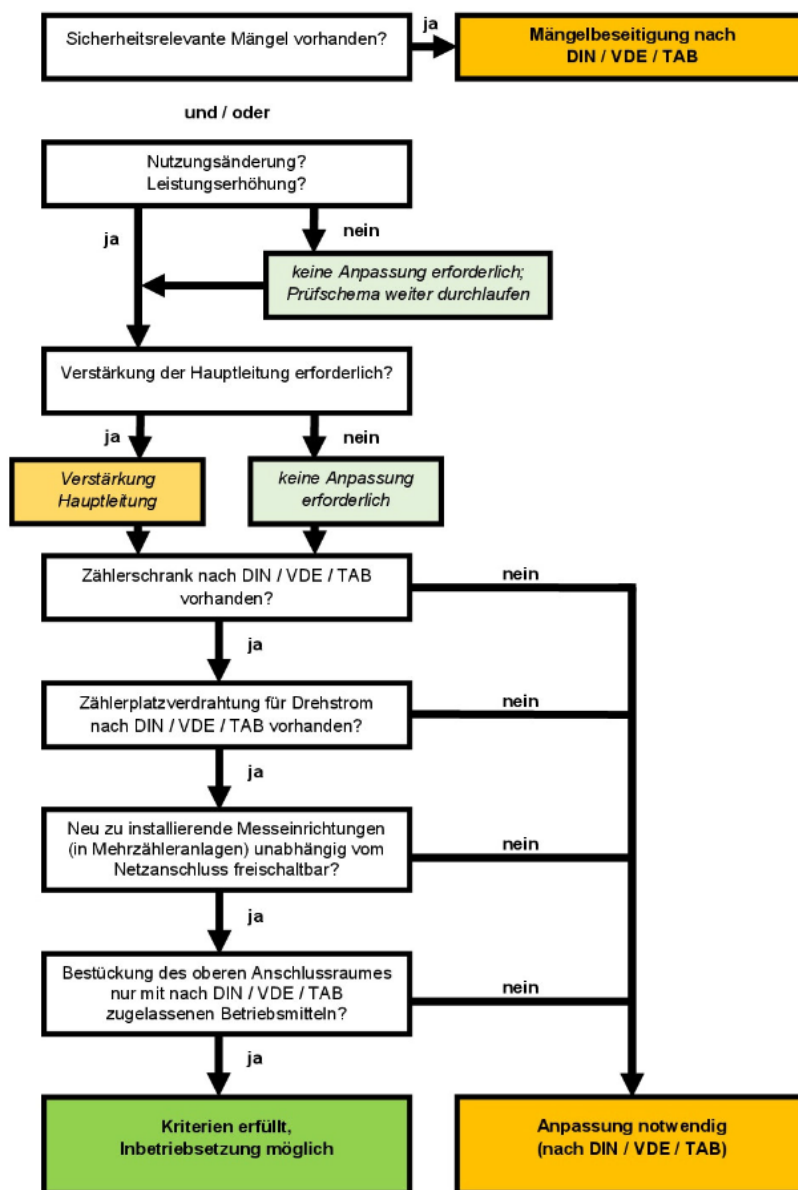 Sicherheitsrelevante Mängel vorhanden?
ja
Mängelbeseitigung nach
DIN / VDE / TAB
und / oder
Nutzungsänderung?
Leistungserhöhung?
ja
nein
keine Anpassung erforderlich;
Prüfschema weiter durchlaufen
Verstärkung der Hauptleitung erforderlich?
ja
nein
Verstärkung
Hauptleitung
keine Anpassung
erforderlich
Zählerschrank nach DIN / VDE / TAB
vorhanden?
nein
ja
Zählerplatzverdrahtung für Drehstrom
nach DIN / VDE / TAB vorhanden?
nein
ja
Neu zu installierende Messeinrichtungen
(in Mehrzähleranlagen) unabhängig vom
Netzanschluss freischaltbar?
nein
ja
Bestückung des oberen Anschlussraumes
nur mit nach DIN / VDE / TAB
zugelassenen Betriebsmitteln?
nein
ja
Kriterien erfüllt,
Inbetriebsetzung möglich
Anpassung notwendig
(nach DIN / VDE / TAB)